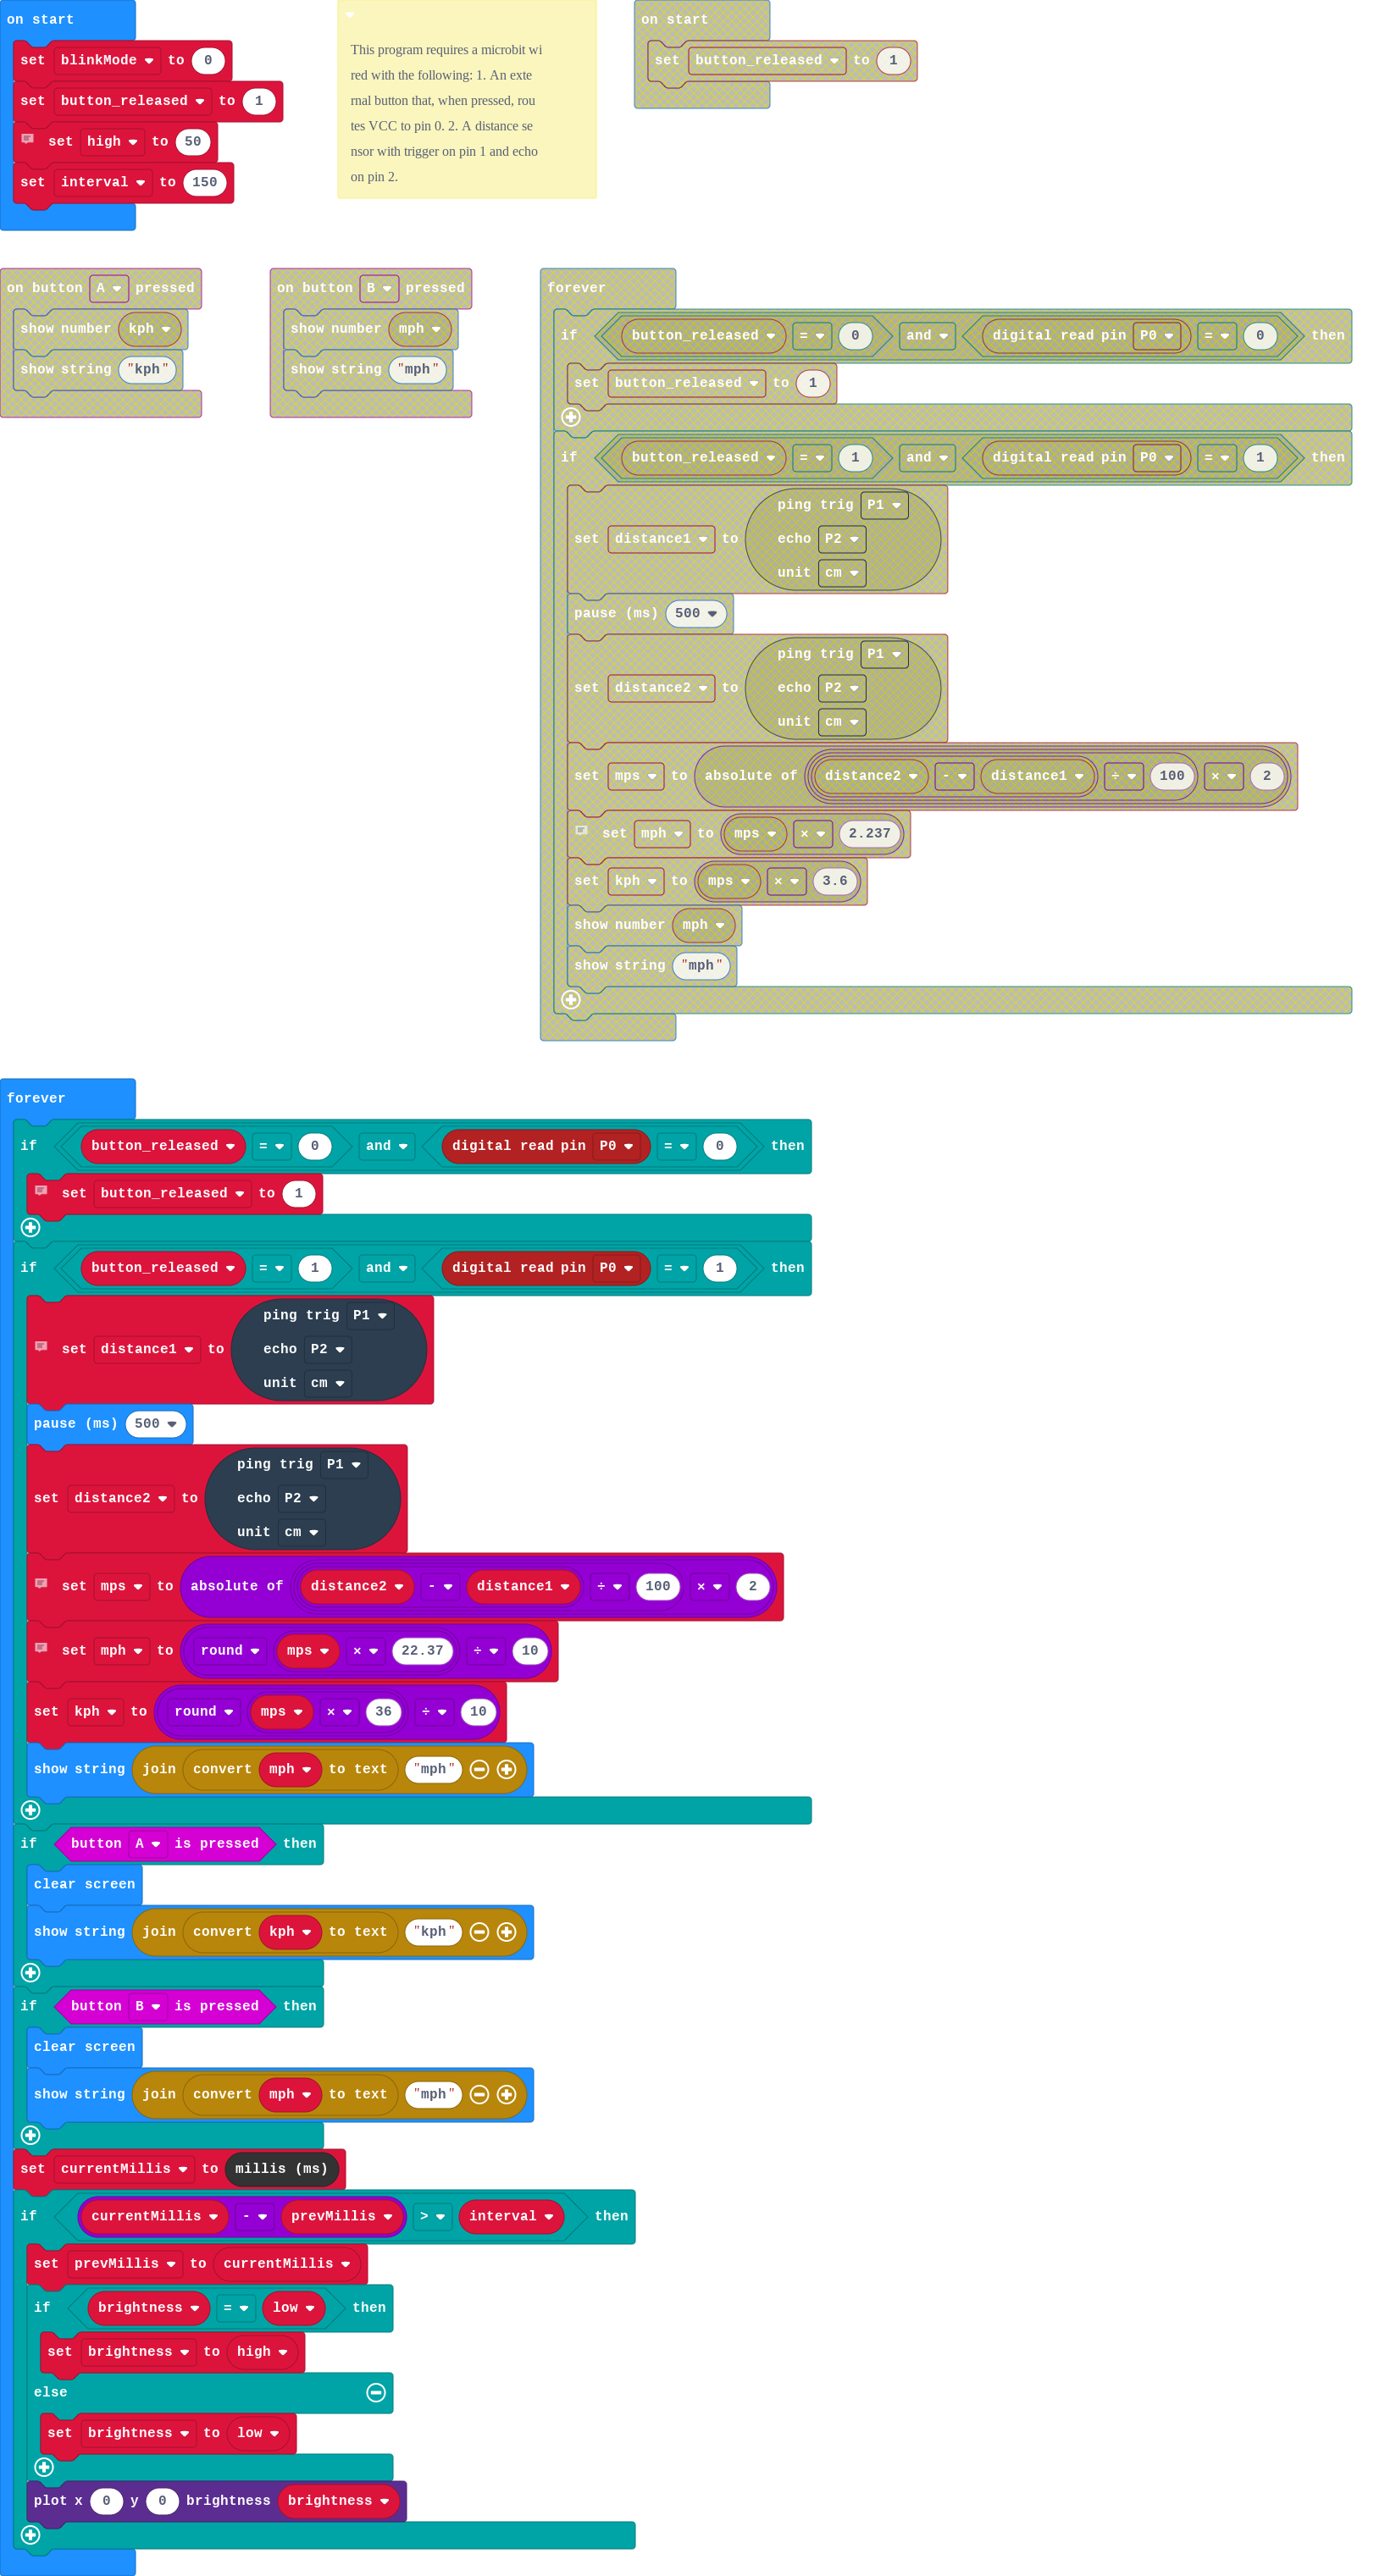 on start
set blinkMode to 0
set button_released to 1
set high to 50
set interval to 150
This program requires a microbit wi
red with the following: 1. An exte
rnal button that, when pressed, rou
tes VCC to pin 0. 2. A distance se
nsor with trigger on pin 1 and echo
on pin 2.
on start
set button_released to 1
on button A pressed
show number kph
show string "kph"
on button B pressed
show number mph
show string "mph"
forever
if button_released = 0 and digital read pin P0 = 0 then
set button_released to 1
if button_released = 1 and digital read pin P0 = 1 then
set distance1 to ping trig P1
echo P2
unit cm
pause (ms) 500
set distance2 to ping trig P1
echo P2
unit cm
set mps to absolute of distance2 - distance1 ÷ 100 × 2
set mph to mps × 2.237
set kph to mps × 3.6
show number mph
show string "mph"
forever
if button_released = 0 and digital read pin P0 = 0 then
set button_released to 1
if button_released = 1 and digital read pin P0 = 1 then
set distance1 to ping trig P1
echo P2
unit cm
pause (ms) 500
set distance2 to ping trig P1
echo P2
unit cm
set mps to absolute of distance2 - distance1 ÷ 100 × 2
set mph to round mps × 22.37 ÷ 10
set kph to round mps × 36 ÷ 10
show string join convert mph to text "mph"
if button A is pressed then
clear screen
show string join convert kph to text "kph"
if button B is pressed then
clear screen
show string join convert mph to text "mph"
set currentMillis to millis (ms)
if currentMillis - prevMillis > interval then
set prevMillis to currentMillis
if brightness = low then
set brightness to high
else
set brightness to low
plot x 0 y 0 brightness brightness